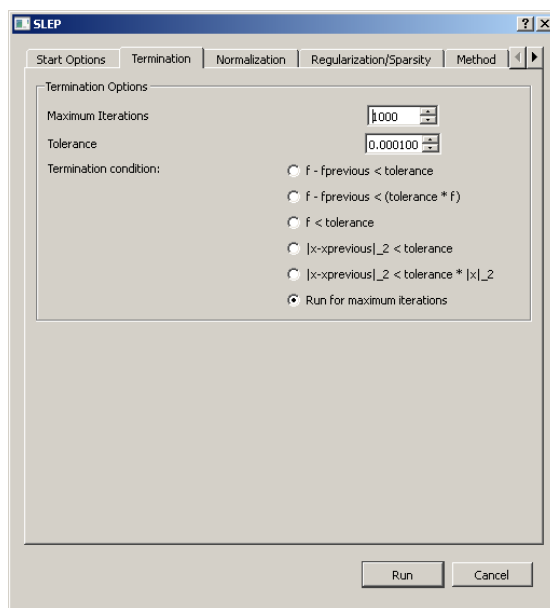 SLEP
Start Options Termination Normalization Regularization/Sparsity Method
Termination Options
Maximum Iterations 1000
Tolerance 0.000100
Termination condition: f - fprevious < tolerance
f - fprevious < (tolerance * f)
f < tolerance
|x-xprevious|_2 < tolerance
|x-xprevious|_2 < tolerance * |x|_2
Run for maximum iterations
Run Cancel